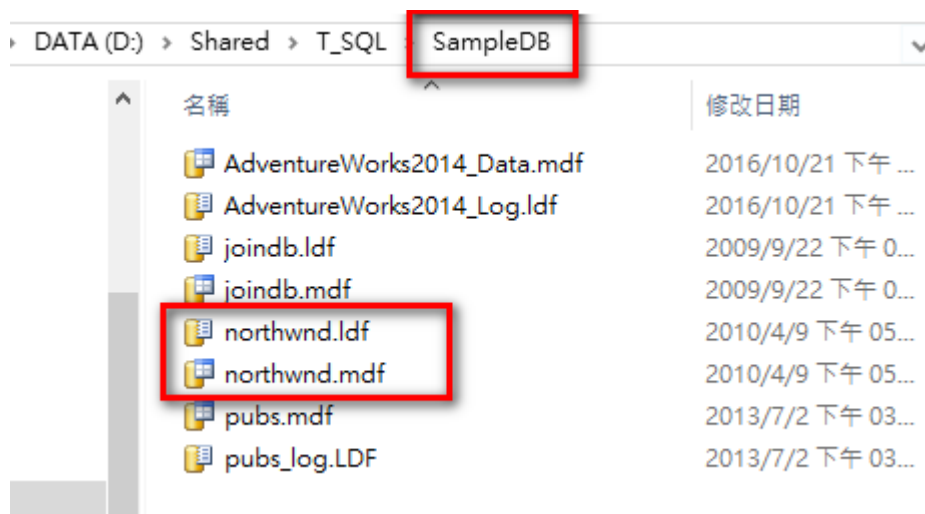 DATA (D:) > Shared > T_SQL > SampleDB
名稱 修改日期
AdventureWorks2014_Data.mdf 2016/10/21 下午 ...
AdventureWorks2014_Log.ldf 2016/10/21 下午 ...
joindb.ldf 2009/9/22 下午 0...
joindb.mdf 2009/9/22 下午 0...
northwnd.ldf 2010/4/9 下午 05...
northwnd.mdf 2010/4/9 下午 05...
pubs.mdf 2013/7/2 下午 03...
pubs_log.LDF 2013/7/2 下午 03...